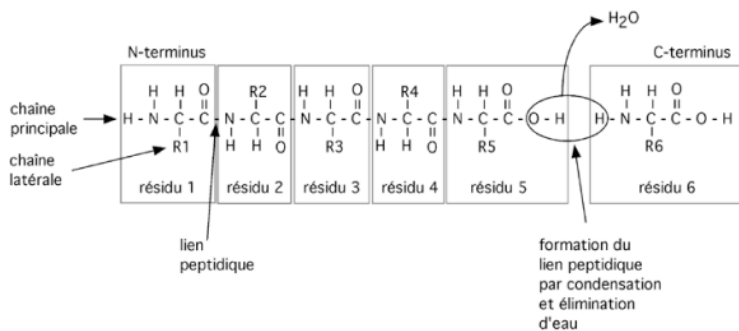 H₂O
N-terminus
C-terminus
H H O
R2
H H O
R4
H H O
H H O
chaîne
principale
H - N - C - C - N - C - C - N - C - C - N - C - C - N - C - C - O - H
H - N - C - C - O - H
R1
H H O
R3
H H O
R5
R6
chaîne
latérale
résidu 1
résidu 2
résidu 3
résidu 4
résidu 5
résidu 6
lien
peptidique
formation du
lien peptidique
par condensation
et élimination
d'eau